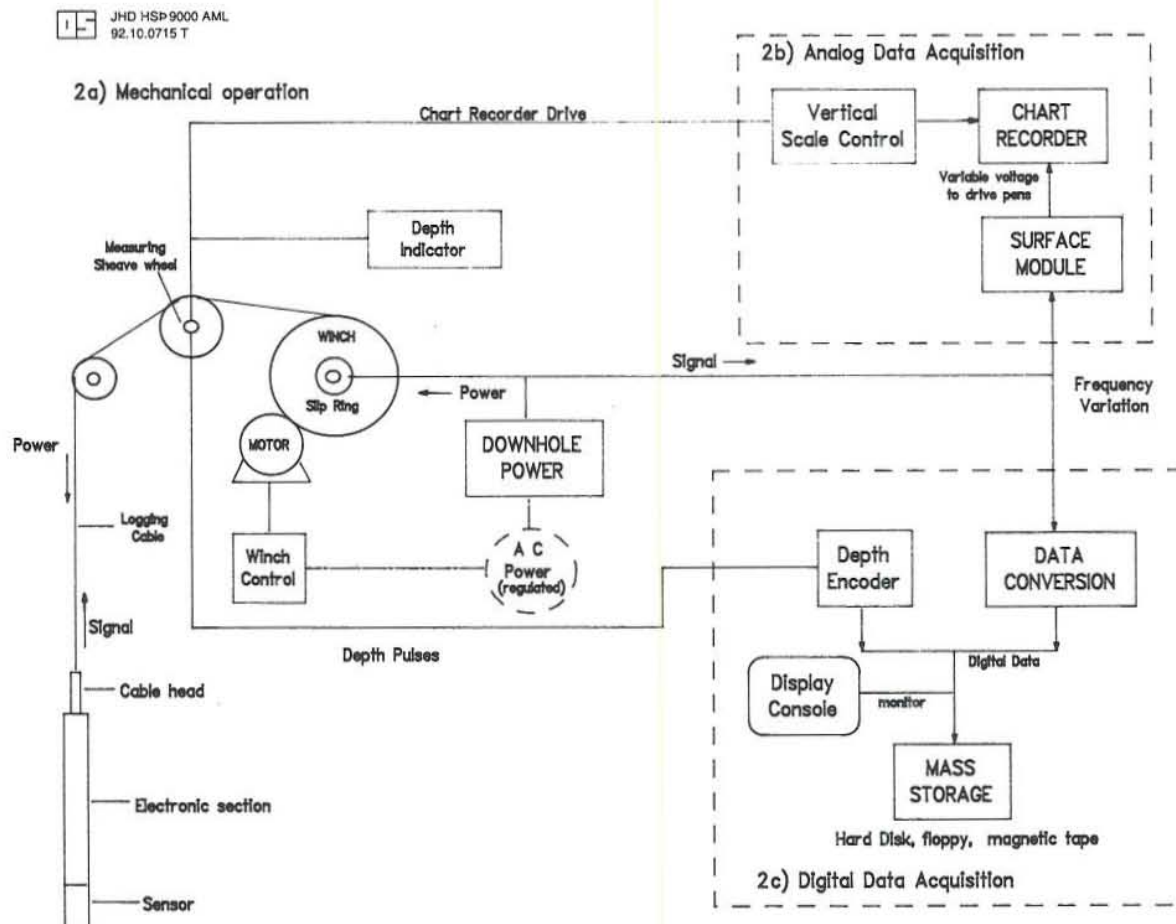 JHD HSÞ 9000 AML
92.10.0715 T
2a) Mechanical operation
Chart Recorder Drive
Depth
Indicator
Measuring
Sheave wheel
WINCH
Slip Ring
MOTOR
Power
DOWNHOLE
POWER
Signal
Power
Logging
Cable
Winch
Control
A C
Power
(regulated)
Signal
Depth Pulses
Cable head
Electronic section
Sensor
2b) Analog Data Acquisition
Vertical
Scale Control
CHART
RECORDER
Variable voltage
to drive pens
SURFACE
MODULE
Frequency
Variation
Depth
Encoder
DATA
CONVERSION
Digital Data
Display
Console
monitor
MASS
STORAGE
Hard Disk, floppy, magnetic tape
2c) Digital Data Acquisition